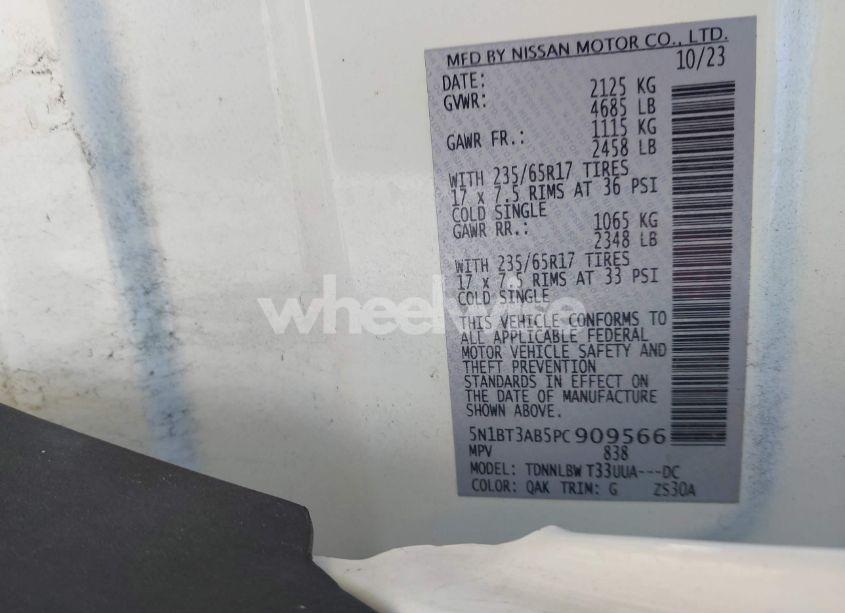 MFD BY NISSAN MOTOR CO., LTD.
DATE: 10/23
GVWR: 2125 KG
4685 LB
GAWR FR.: 1115 KG
2458 LB
WITH 235/65R17 TIRES
17 x 7.5 RIMS AT 36 PSI
COLD SINGLE
GAWR RR.: 1065 KG
2348 LB
WITH 235/65R17 TIRES
17 x 7.5 RIMS AT 33 PSI
COLD SINGLE
wheelwise
THIS VEHICLE CONFORMS TO
ALL APPLICABLE FEDERAL
MOTOR VEHICLE SAFETY AND
THEFT PREVENTION
STANDARDS IN EFFECT ON
THE DATE OF MANUFACTURE
SHOWN ABOVE.
5N1BT3AB5PC909566
MPV 838
MODEL: TDNNLBW T33UUA---DC
COLOR: QAK TRIM: G ZS30A